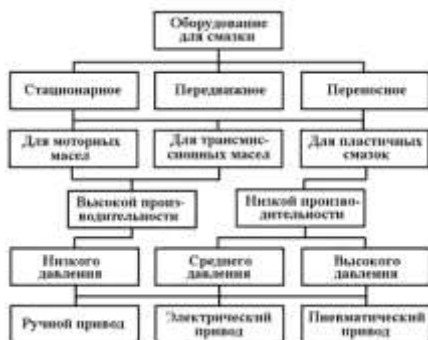 Оборудование
для смазки
Стационарное
Передвижное
Переносное
Для моторных
масел
Для трансмис-
сионных масел
Для пластичных
смазок
Высокой произ-
водительности
Низкой произво-
дительности
Низкого
давления
Среднего
давления
Высокого
давления
Ручной привод
Электрический
привод
Пневматический
привод